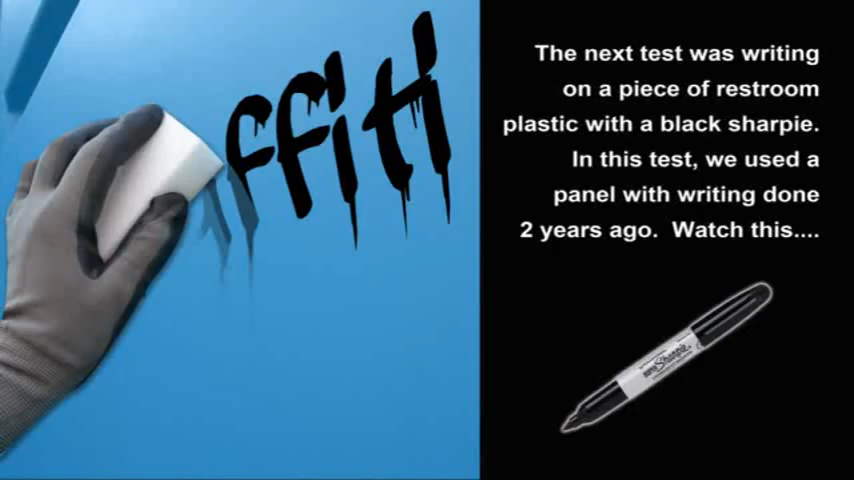 ffiti
The next test was writing
on a piece of restroom
plastic with a black sharpie.
In this test, we used a
panel with writing done
2 years ago.  Watch this....
Sharpie